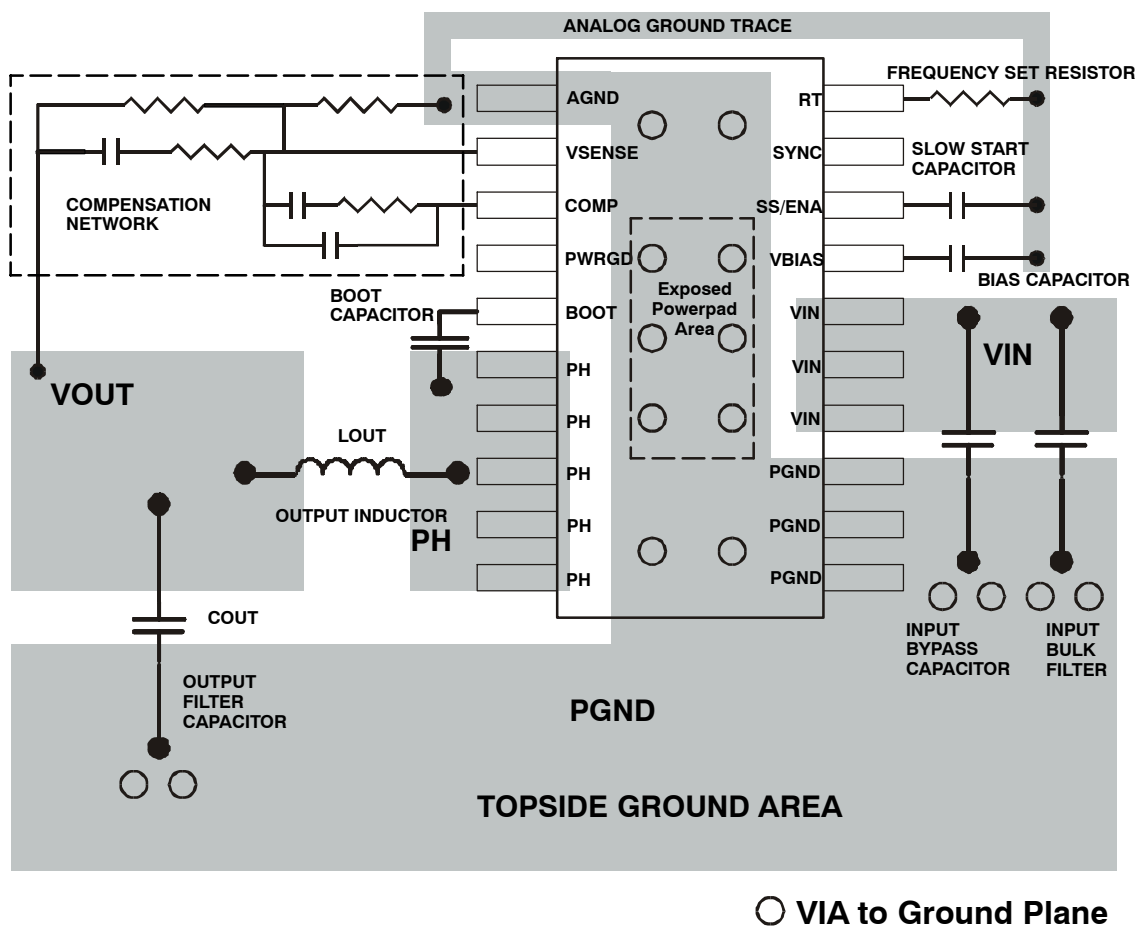 ANALOG GROUND TRACE
FREQUENCY SET RESISTOR
AGND
RT
VSENSE
SYNC
SLOW START
CAPACITOR
COMPENSATION
NETWORK
COMP
SS/ENA
PWRGD
VBIAS
BIAS CAPACITOR
BOOT
CAPACITOR
BOOT
Exposed
Powerpad
Area
VIN
VIN
PH
VIN
VOUT
PH
VIN
LOUT
PH
PGND
OUTPUT INDUCTOR
PH
PH
PGND
PH
PGND
COUT
INPUT
BYPASS
CAPACITOR
INPUT
BULK
FILTER
OUTPUT
FILTER
CAPACITOR
PGND
TOPSIDE GROUND AREA
VIA to Ground Plane